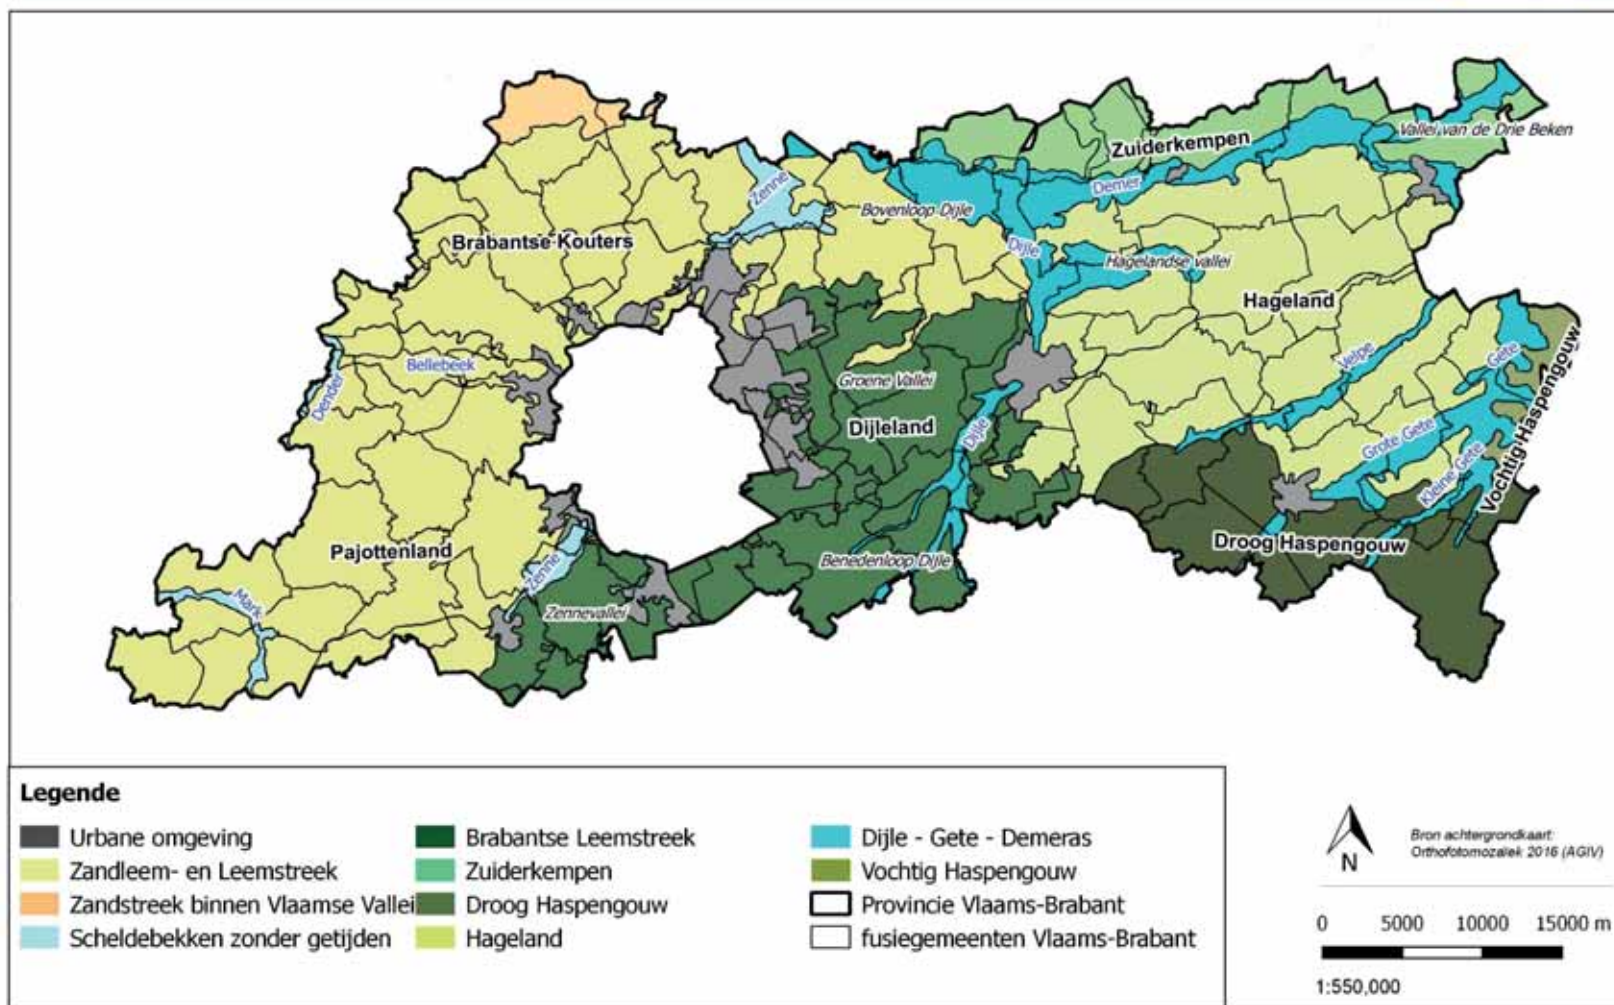 Vallei van de Drie Beken
Zuiderkempen
Demer
Zenne
Bovenloop Dijle
Brabantse Kouters
Dijle
Hagelandse vallei
Hageland
Velpe
Gete
Bellebeek
Dender
Groene Vallei
Dijleland
Dijle
Grote Gete
Kleine Gete
Vochtig Haspengouw
Pajottenland
Zenne
Benedenloop Dijle
Droog Haspengouw
Mark
Zennevallei
Legende
Urbane omgeving
Zandleem- en Leemstreek
Zandstreek binnen Vlaamse Vallei
Scheldebekken zonder getijden
Brabantse Leemstreek
Zuiderkempen
Droog Haspengouw
Hageland
Dijle - Gete - Demeras
Vochtig Haspengouw
Provincie Vlaams-Brabant
fusiegemeenten Vlaams-Brabant
N
Bron achtergrondkaart:
Orthofotomozaïek 2016 (AGIV)
0 5000 10000 15000 m
1:550,000